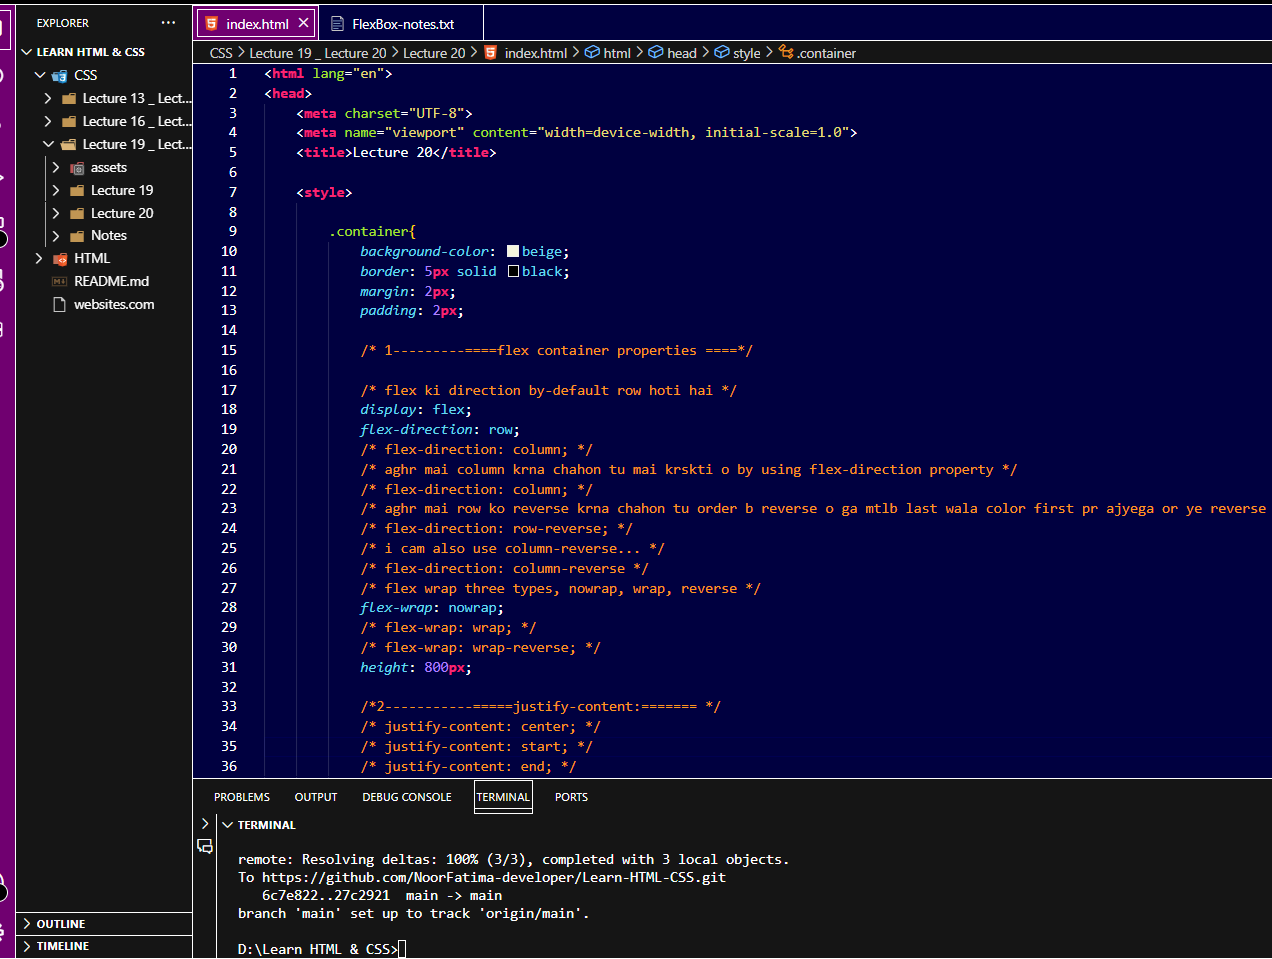 EXPLORER ···
LEARN HTML & CSS
CSS
Lecture 13 _ Lect...
Lecture 16 _ Lect...
Lecture 19 _ Lect...
assets
Lecture 19
Lecture 20
Notes
HTML
README.md
websites.com
OUTLINE
TIMELINE
index.html
FlexBox-notes.txt
CSS > Lecture 19 _ Lecture 20 > Lecture 20 > index.html > html > head > style > .container
1 <html lang="en">
2 <head>
3 <meta charset="UTF-8">
4 <meta name="viewport" content="width=device-width, initial-scale=1.0">
5 <title>Lecture 20</title>
6
7 <style>
8
9 .container{
10 background-color: beige;
11 border: 5px solid black;
12 margin: 2px;
13 padding: 2px;
14
15 /* 1---------====flex container properties ====*/
16
17 /* flex ki direction by-default row hoti hai */
18 display: flex;
19 flex-direction: row;
20 /* flex-direction: column; */
21 /* aghr mai column krna chahon tu mai krskti o by using flex-direction property */
22 /* flex-direction: column; */
23 /* aghr mai row ko reverse krna chahon tu order b reverse o ga mtlb last wala color first pr ajyega or ye reverse
24 /* flex-direction: row-reverse; */
25 /* i cam also use column-reverse... */
26 /* flex-direction: column-reverse */
27 /* flex wrap three types, nowrap, wrap, reverse */
28 flex-wrap: nowrap;
29 /* flex-wrap: wrap; */
30 /* flex-wrap: wrap-reverse; */
31 height: 800px;
32
33 /*2-----------=====justify-content:======= */
34 /* justify-content: center; */
35 /* justify-content: start; */
36 /* justify-content: end; */
PROBLEMS OUTPUT DEBUG CONSOLE TERMINAL PORTS
TERMINAL
remote: Resolving deltas: 100% (3/3), completed with 3 local objects.
To https://github.com/NoorFatima-developer/Learn-HTML-CSS.git
6c7e822..27c2921 main -> main
branch 'main' set up to track 'origin/main'.
D:\Learn HTML & CSS>